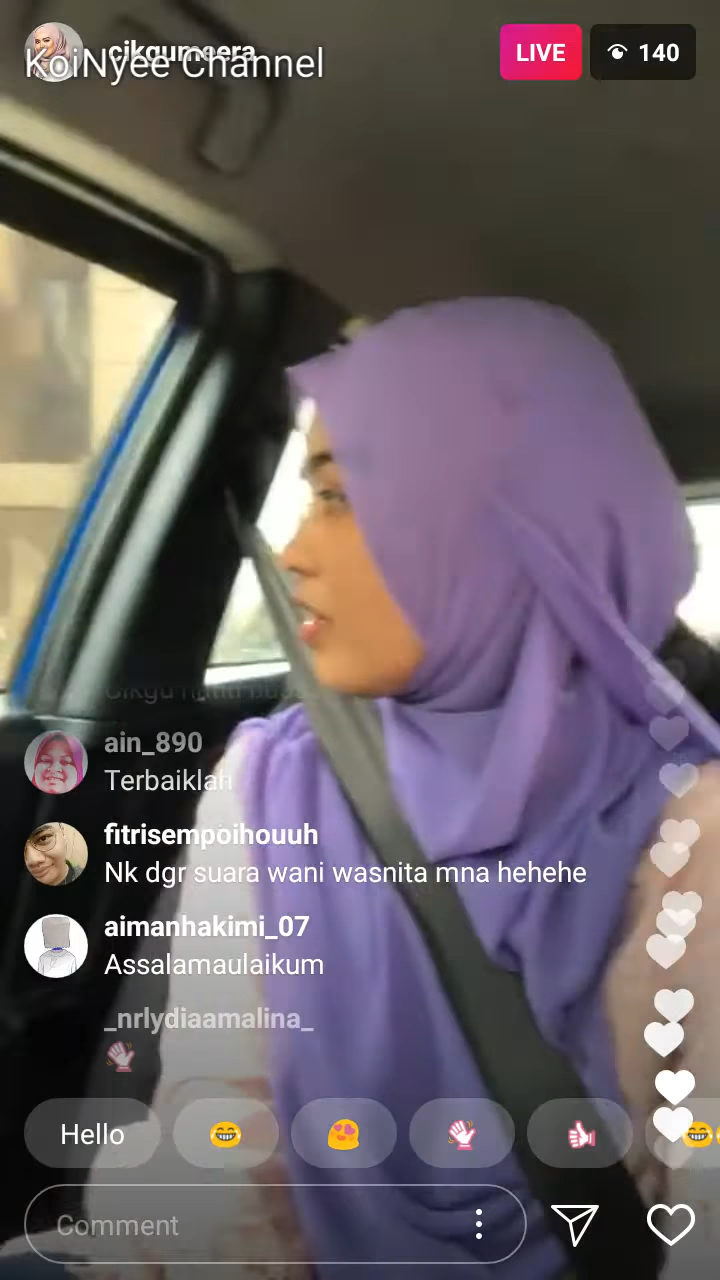 cikgumeera
KoiNyee Channel
LIVE
140
ain_890
Terbaiklah
fitrisempoihouuh
Nk dgr suara wani wasnita mna hehehe
aimanhakimi_07
Assalamaulaikum
_nrlydiaamalina_
👋
Hello 😂 😍 👋 👍 😂
Comment